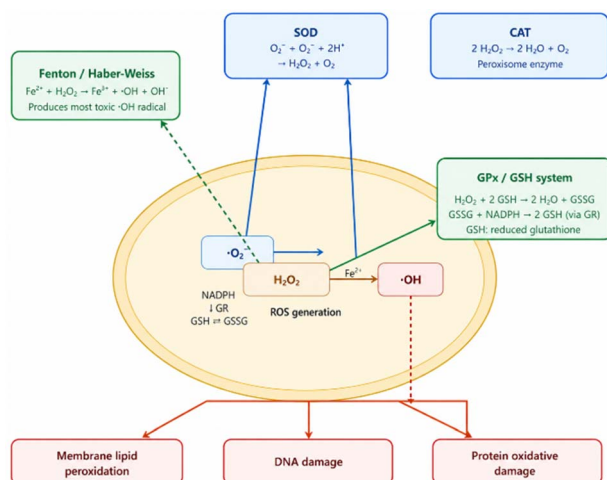 SOD
O₂⁻ + O₂⁻ + 2H⁺
→ H₂O₂ + O₂
CAT
2 H₂O₂ → 2 H₂O + O₂
Peroxisome enzyme
Fenton / Haber-Weiss
Fe²⁺ + H₂O₂ → Fe³⁺ + ·OH + OH⁻
Produces most toxic ·OH radical
GPx / GSH system
H₂O₂ + 2 GSH → 2 H₂O + GSSG
GSSG + NADPH → 2 GSH (via GR)
GSH: reduced glutathione
·O₂⁻
H₂O₂
Fe²⁺
·OH
NADPH
↓ GR
GSH ⇌ GSSG
ROS generation
Membrane lipid
peroxidation
DNA damage
Protein oxidative
damage